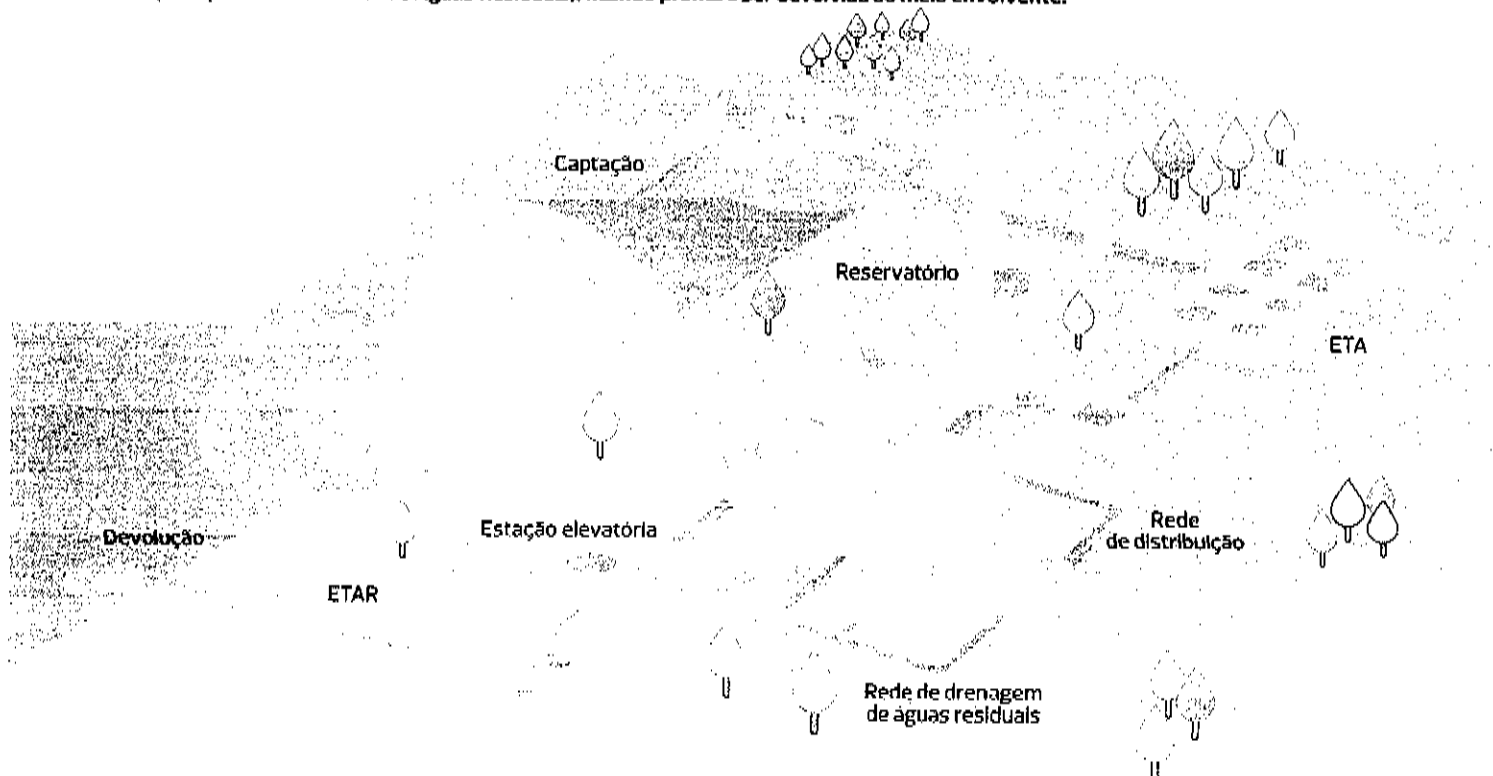 Captação
Reservatório
ETA
Rede
de distribuição
Estação elevatória
Devolução
ETAR
Rede de drenagem
de águas residuais